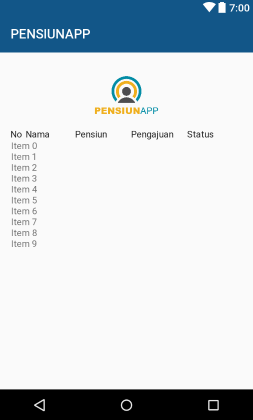 7:00
PENSIUNAPP
PENSIUNAPP
No Nama Pensiun Pengajuan Status
Item 0
Item 1
Item 2
Item 3
Item 4
Item 5
Item 6
Item 7
Item 8
Item 9